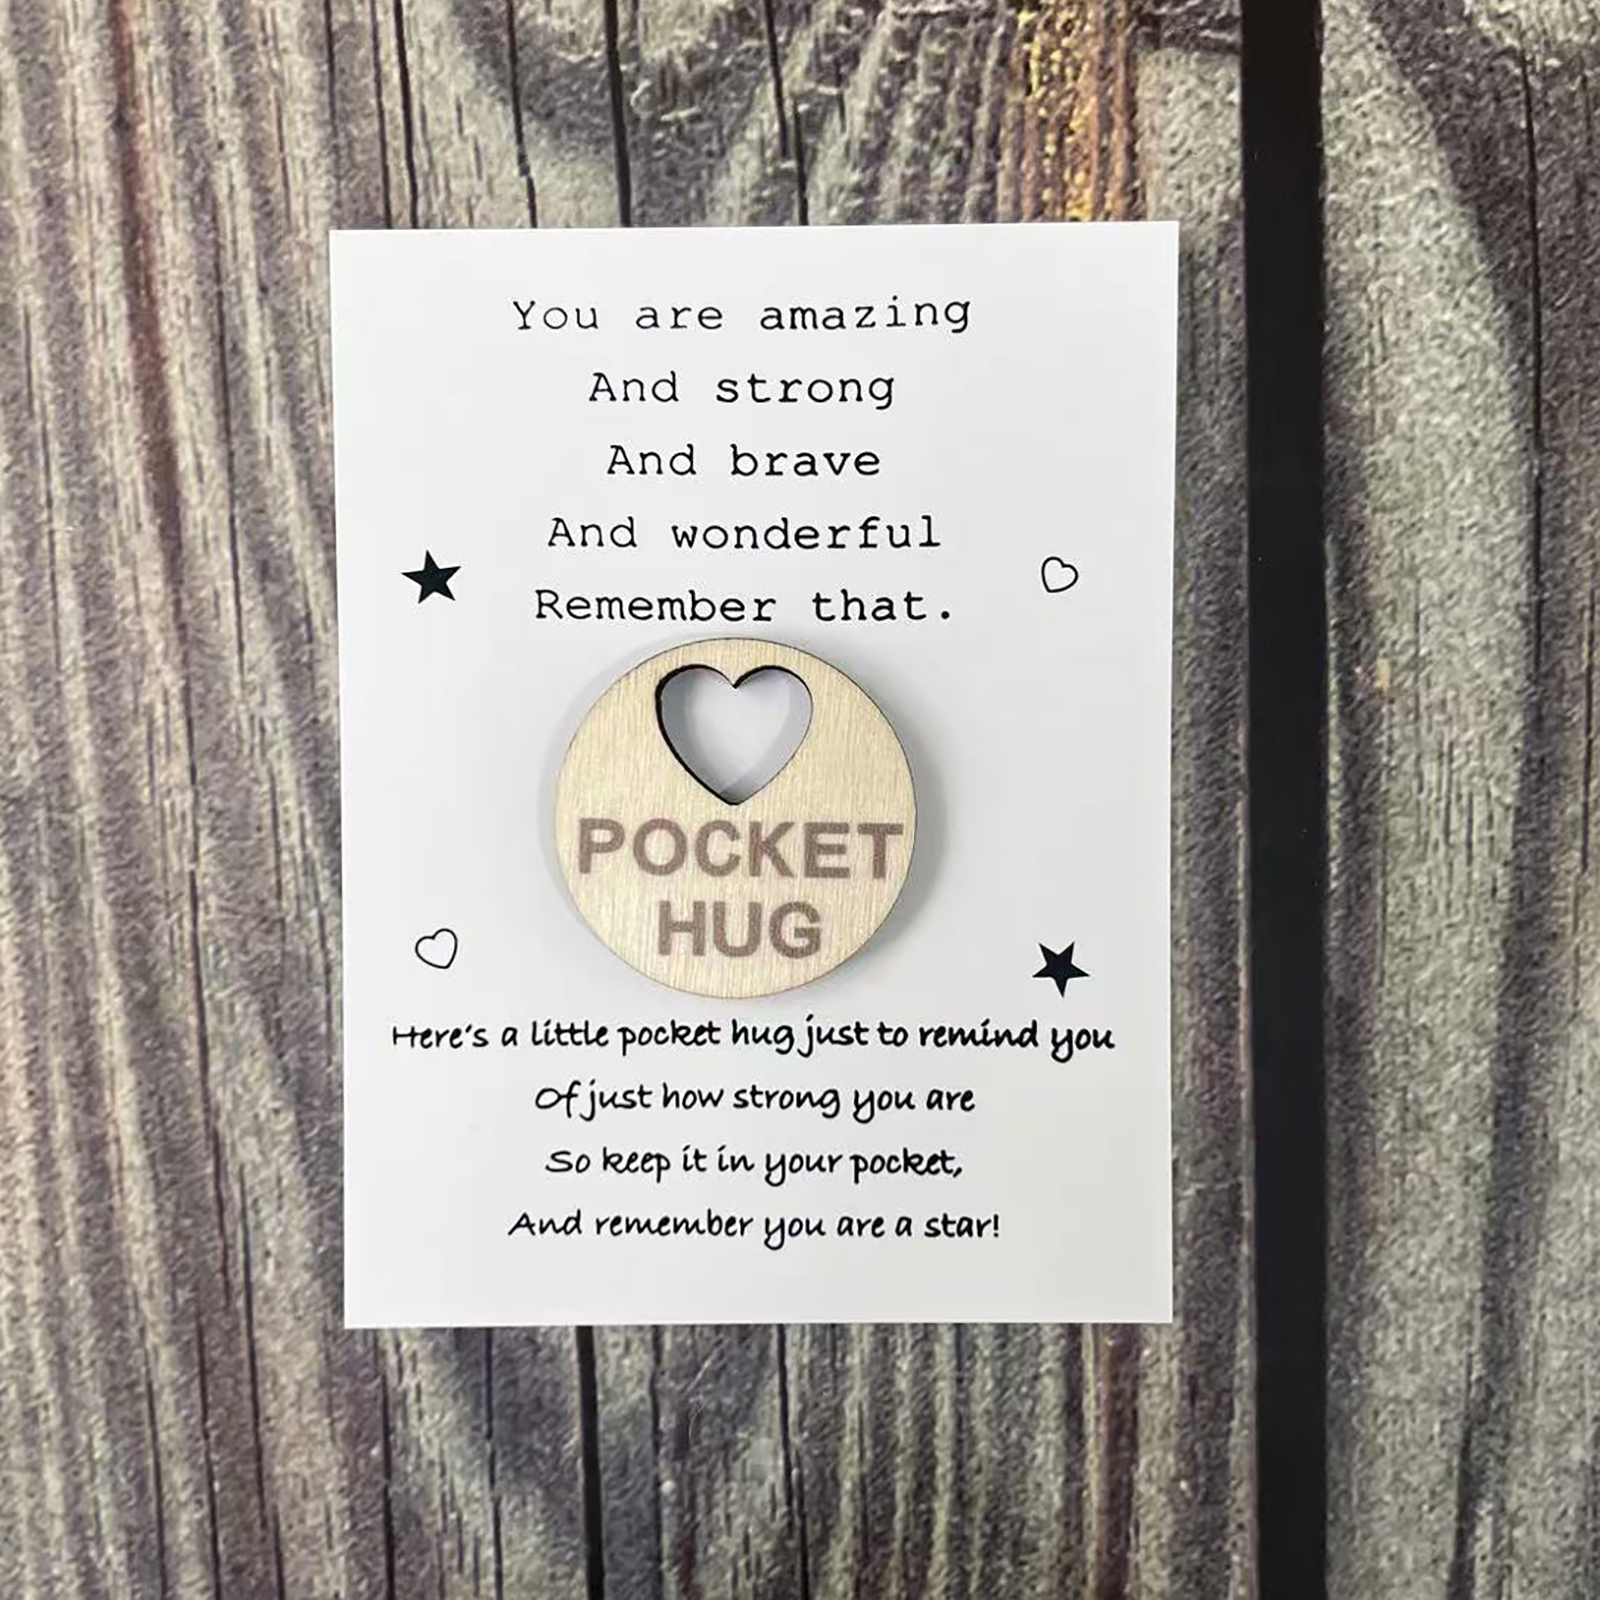 You are amazing
And strong
And brave
And wonderful
Remember that.
POCKET
HUG
Here's a little pocket hug just to remind you
Of just how strong you are
So keep it in your pocket,
And remember you are a star!